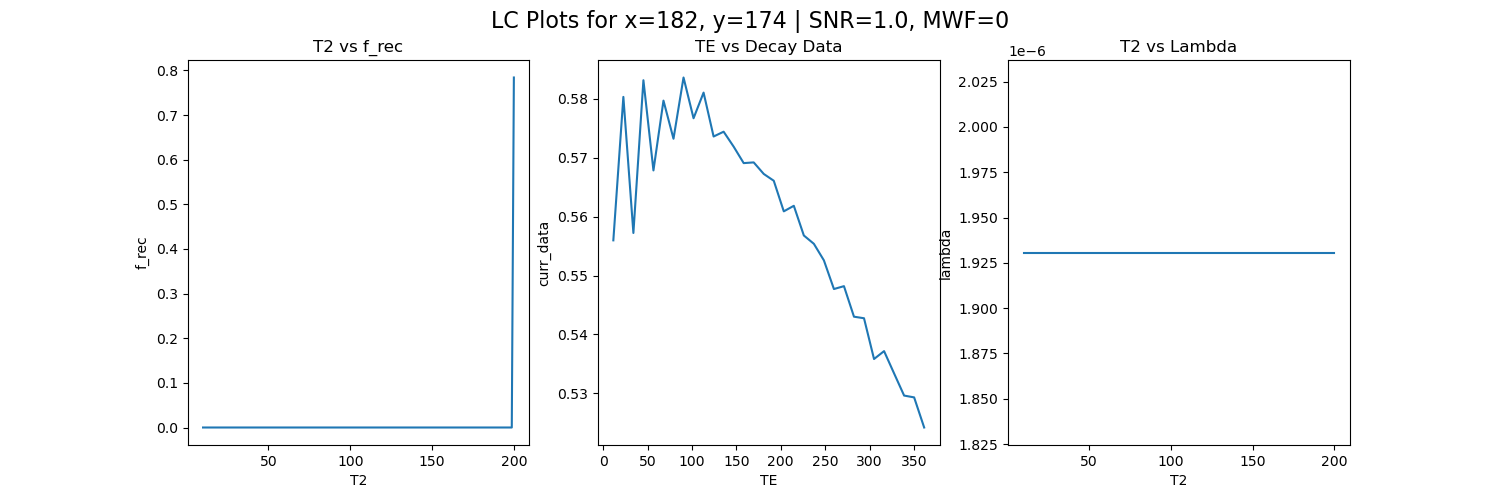 LC Plots for x=182, y=174 | SNR=1.0, MWF=0
T2 vs f_rec
f_rec
0.8
0.7
0.6
0.5
0.4
0.3
0.2
0.1
0.0
50 100 150 200
T2
TE vs Decay Data
curr_data
0.58
0.57
0.56
0.55
0.54
0.53
0 50 100 150 200 250 300 350
TE
T2 vs Lambda
1e−6
lambda
2.025
2.000
1.975
1.950
1.925
1.900
1.875
1.850
1.825
50 100 150 200
T2